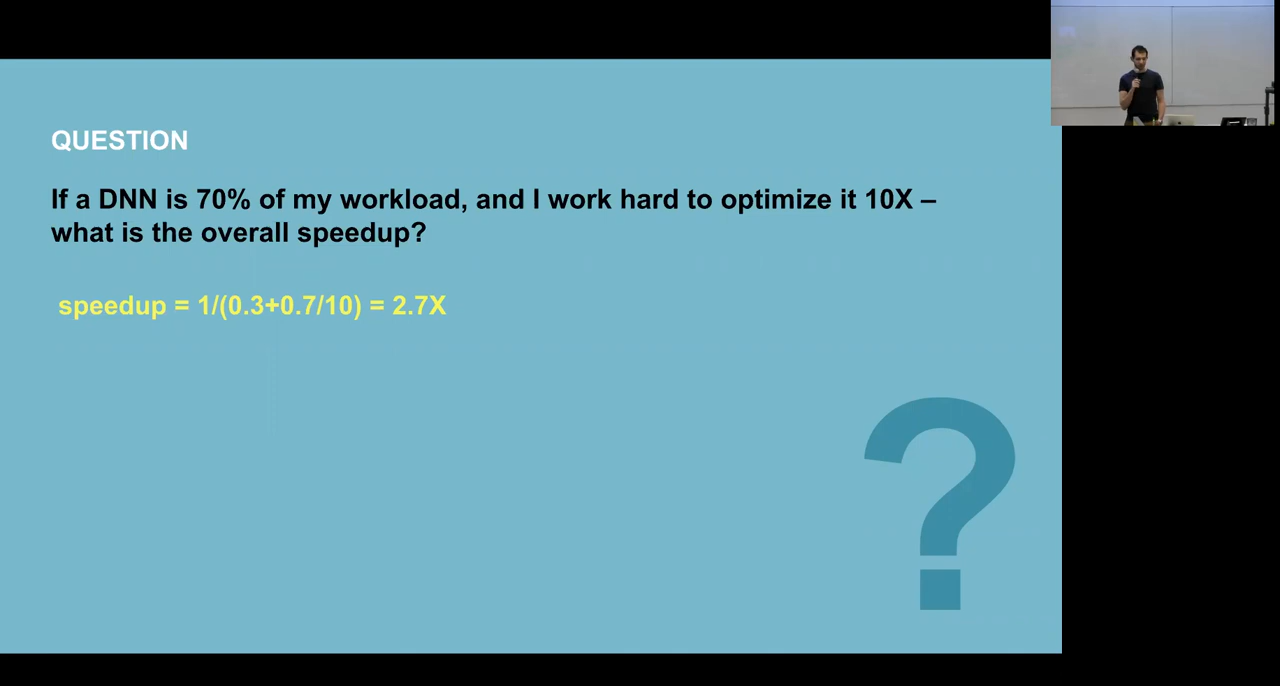 QUESTION
If a DNN is 70% of my workload, and I work hard to optimize it 10X –
what is the overall speedup?
speedup = 1/(0.3+0.7/10) = 2.7X
?